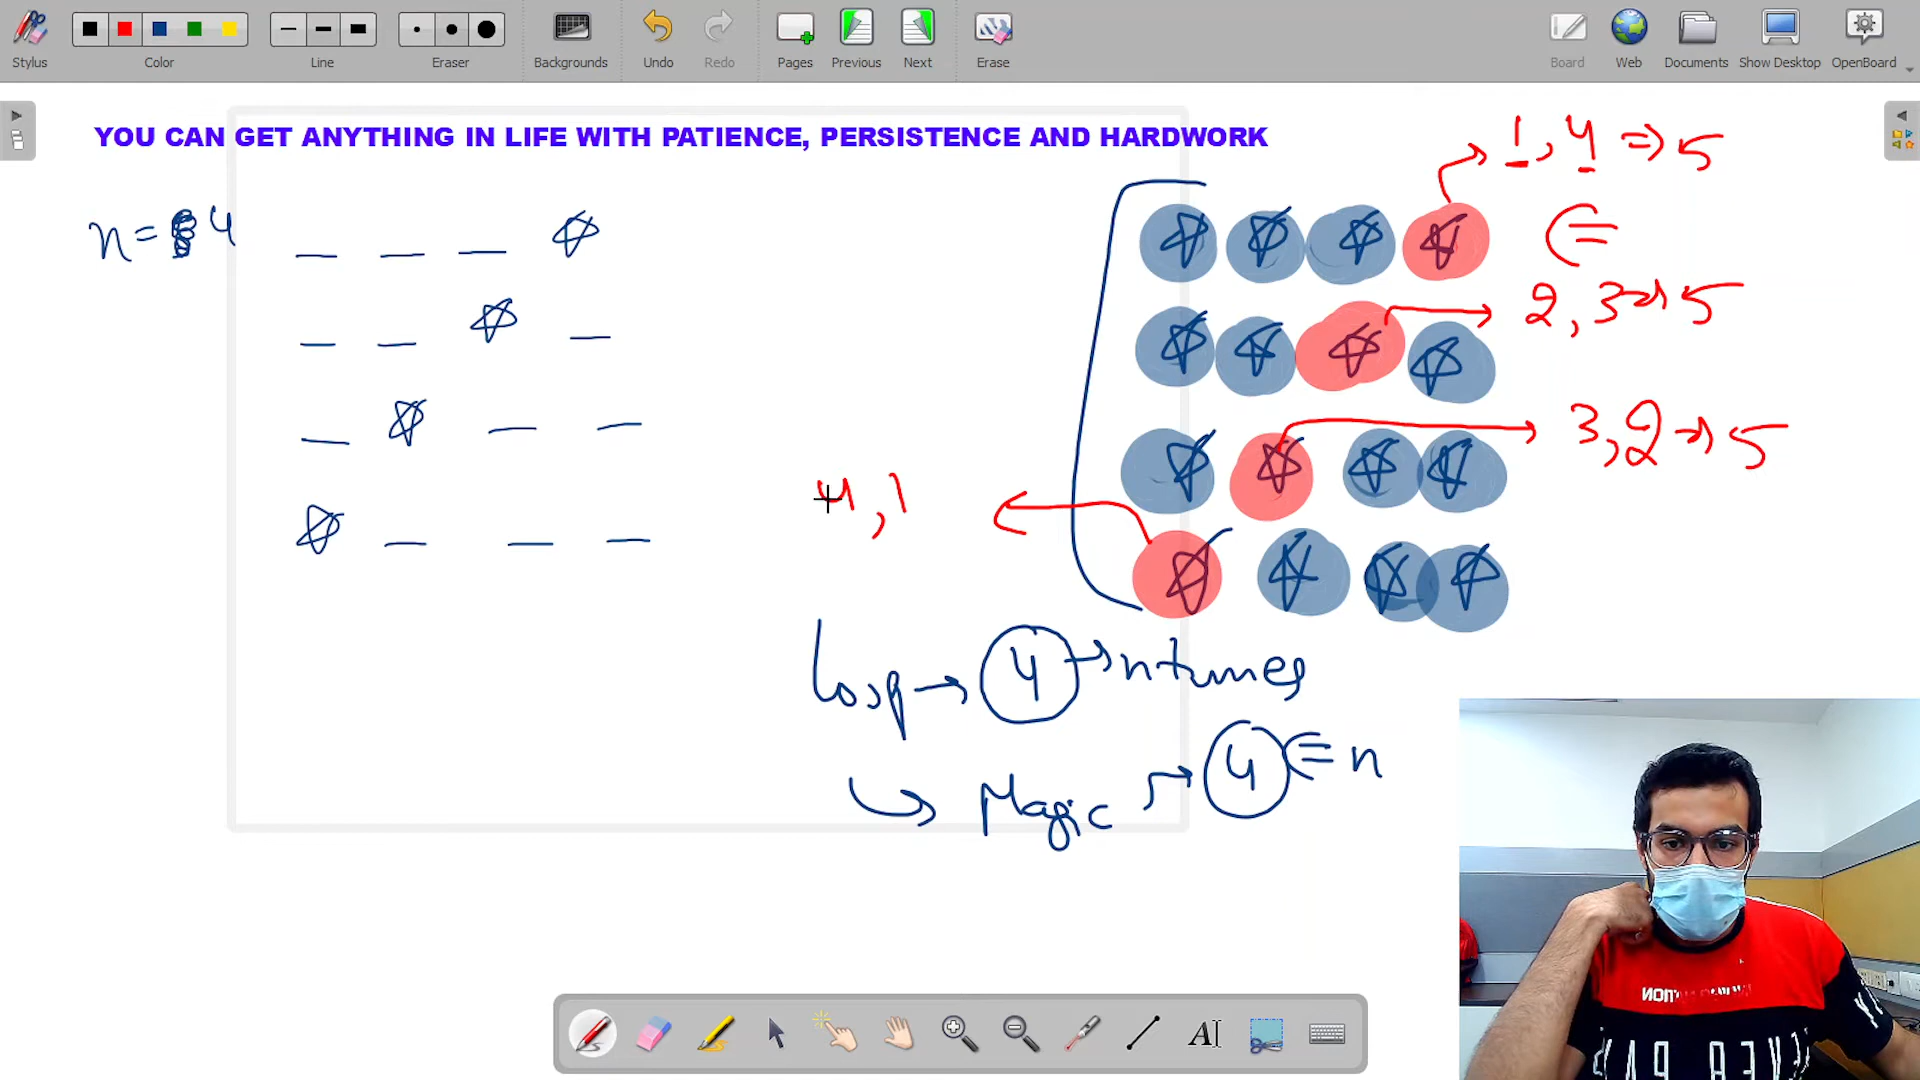 Stylus
Color
Line
Eraser
Backgrounds
Undo
Redo
Pages
Previous
Next
Erase
Board
Web
Documents
Show Desktop
OpenBoard
YOU CAN GET ANYTHING IN LIFE WITH PATIENCE, PERSISTENCE AND HARDWORK
1, 4 => 5
n = 4
2, 3 → 5
3, 2 → 5
4, 1
Loop → 4 → n times
Magic → 4 = n
AI